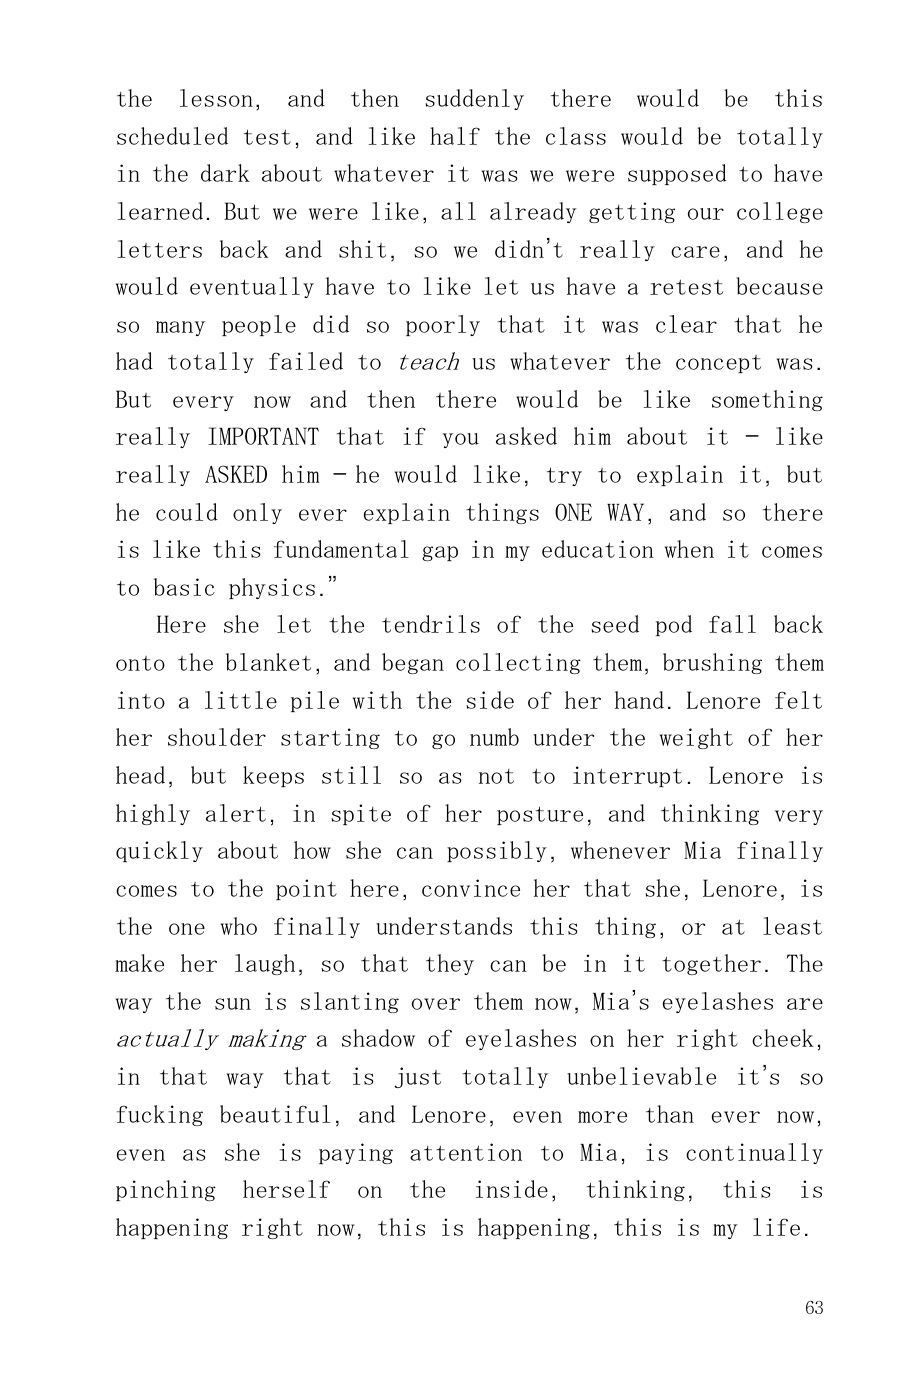 the lesson, and then suddenly there would be this
scheduled test, and like half the class would be totally
in the dark about whatever it was we were supposed to have
learned. But we were like, all already getting our college
letters back and shit, so we didn’t really care, and he
would eventually have to like let us have a retest because
so many people did so poorly that it was clear that he
had totally failed to teach us whatever the concept was.
But every now and then there would be like something
really IMPORTANT that if you asked him about it – like
really ASKED him – he would like, try to explain it, but
he could only ever explain things ONE WAY, and so there
is like this fundamental gap in my education when it comes
to basic physics.”
Here she let the tendrils of the seed pod fall back
onto the blanket, and began collecting them, brushing them
into a little pile with the side of her hand. Lenore felt
her shoulder starting to go numb under the weight of her
head, but keeps still so as not to interrupt. Lenore is
highly alert, in spite of her posture, and thinking very
quickly about how she can possibly, whenever Mia finally
comes to the point here, convince her that she, Lenore, is
the one who finally understands this thing, or at least
make her laugh, so that they can be in it together. The
way the sun is slanting over them now, Mia’s eyelashes are
actually making a shadow of eyelashes on her right cheek,
in that way that is just totally unbelievable it’s so
fucking beautiful, and Lenore, even more than ever now,
even as she is paying attention to Mia, is continually
pinching herself on the inside, thinking, this is
happening right now, this is happening, this is my life.
63